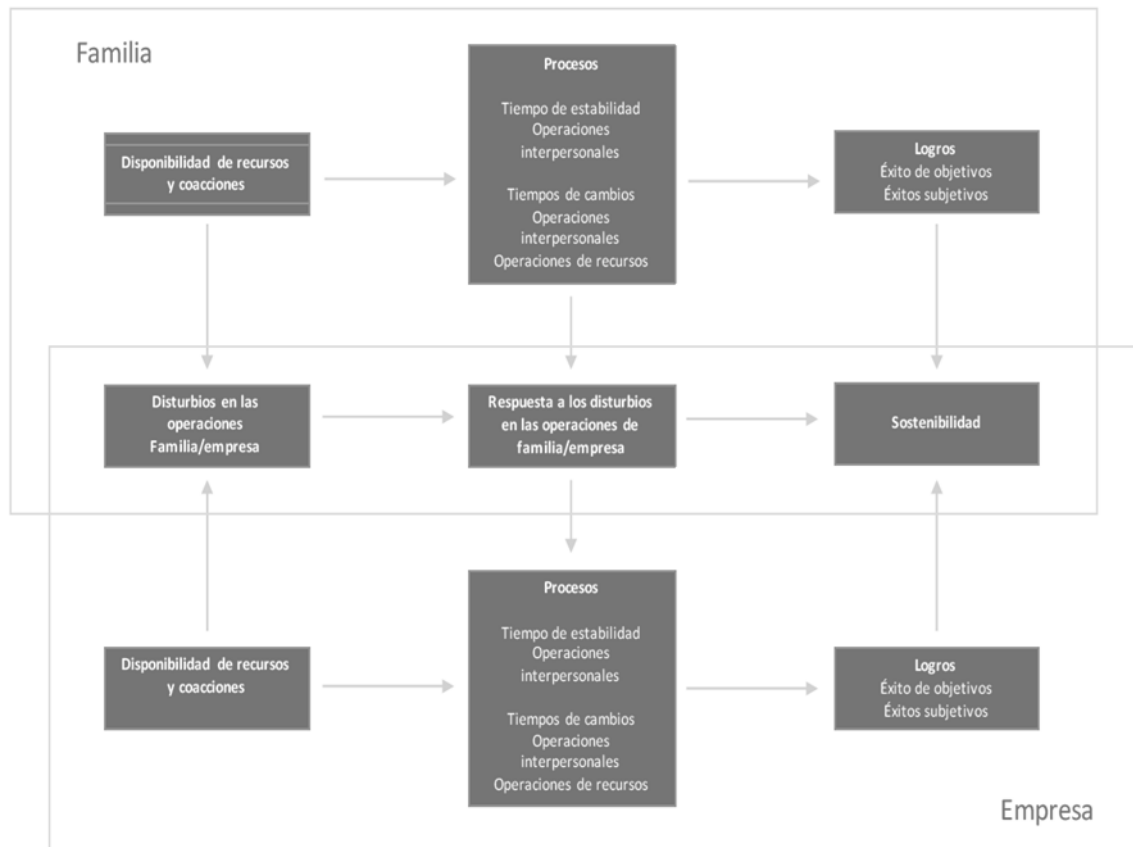 Familia
Procesos
Tiempo de estabilidad
Operaciones
interpersonales
Tiempos de cambios
Operaciones
interpersonales
Operaciones de recursos
Disponibilidad de recursos
y coacciones
Logros
Éxito de objetivos
Éxitos subjetivos
Disturbios en las
operaciones
Familia/empresa
Respuesta a los disturbios
en las operaciones de
familia/empresa
Sostenibilidad
Procesos
Tiempo de estabilidad
Operaciones
interpersonales
Tiempos de cambios
Operaciones
interpersonales
Operaciones de recursos
Disponibilidad de recursos
y coacciones
Logros
Éxito de objetivos
Éxitos subjetivos
Empresa